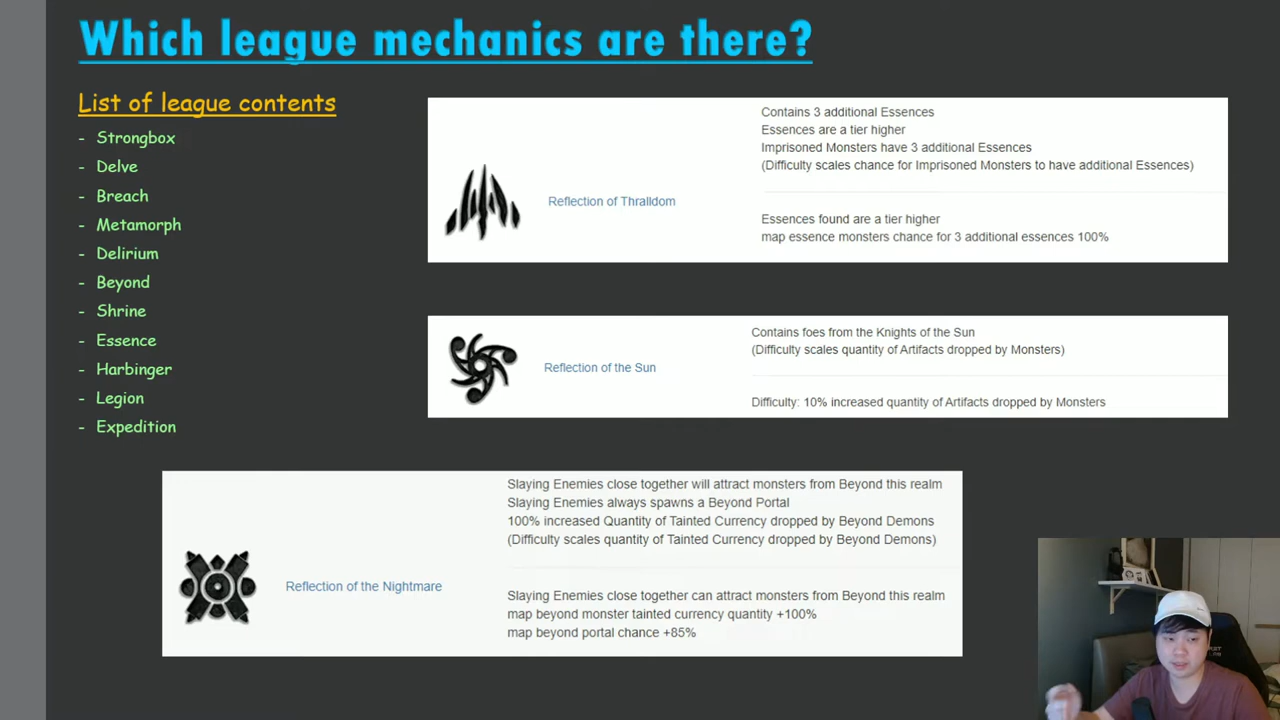 Which league mechanics are there?
List of league contents
- Strongbox
- Delve
- Breach
- Metamorph
- Delirium
- Beyond
- Shrine
- Essence
- Harbinger
- Legion
- Expedition
Reflection of Thralldom
Contains 3 additional Essences
Essences are a tier higher
Imprisoned Monsters have 3 additional Essences
(Difficulty scales chance for Imprisoned Monsters to have additional Essences)
Essences found are a tier higher
map essence monsters chance for 3 additional essences 100%
Reflection of the Sun
Contains foes from the Knights of the Sun
(Difficulty scales quantity of Artifacts dropped by Monsters)
Difficulty: 10% increased quantity of Artifacts dropped by Monsters
Reflection of the Nightmare
Slaying Enemies close together will attract monsters from Beyond this realm
Slaying Enemies always spawns a Beyond Portal
100% increased Quantity of Tainted Currency dropped by Beyond Demons
(Difficulty scales quantity of Tainted Currency dropped by Beyond Demons)
Slaying Enemies close together can attract monsters from Beyond this realm
map beyond monster tainted currency quantity +100%
map beyond portal chance +85%